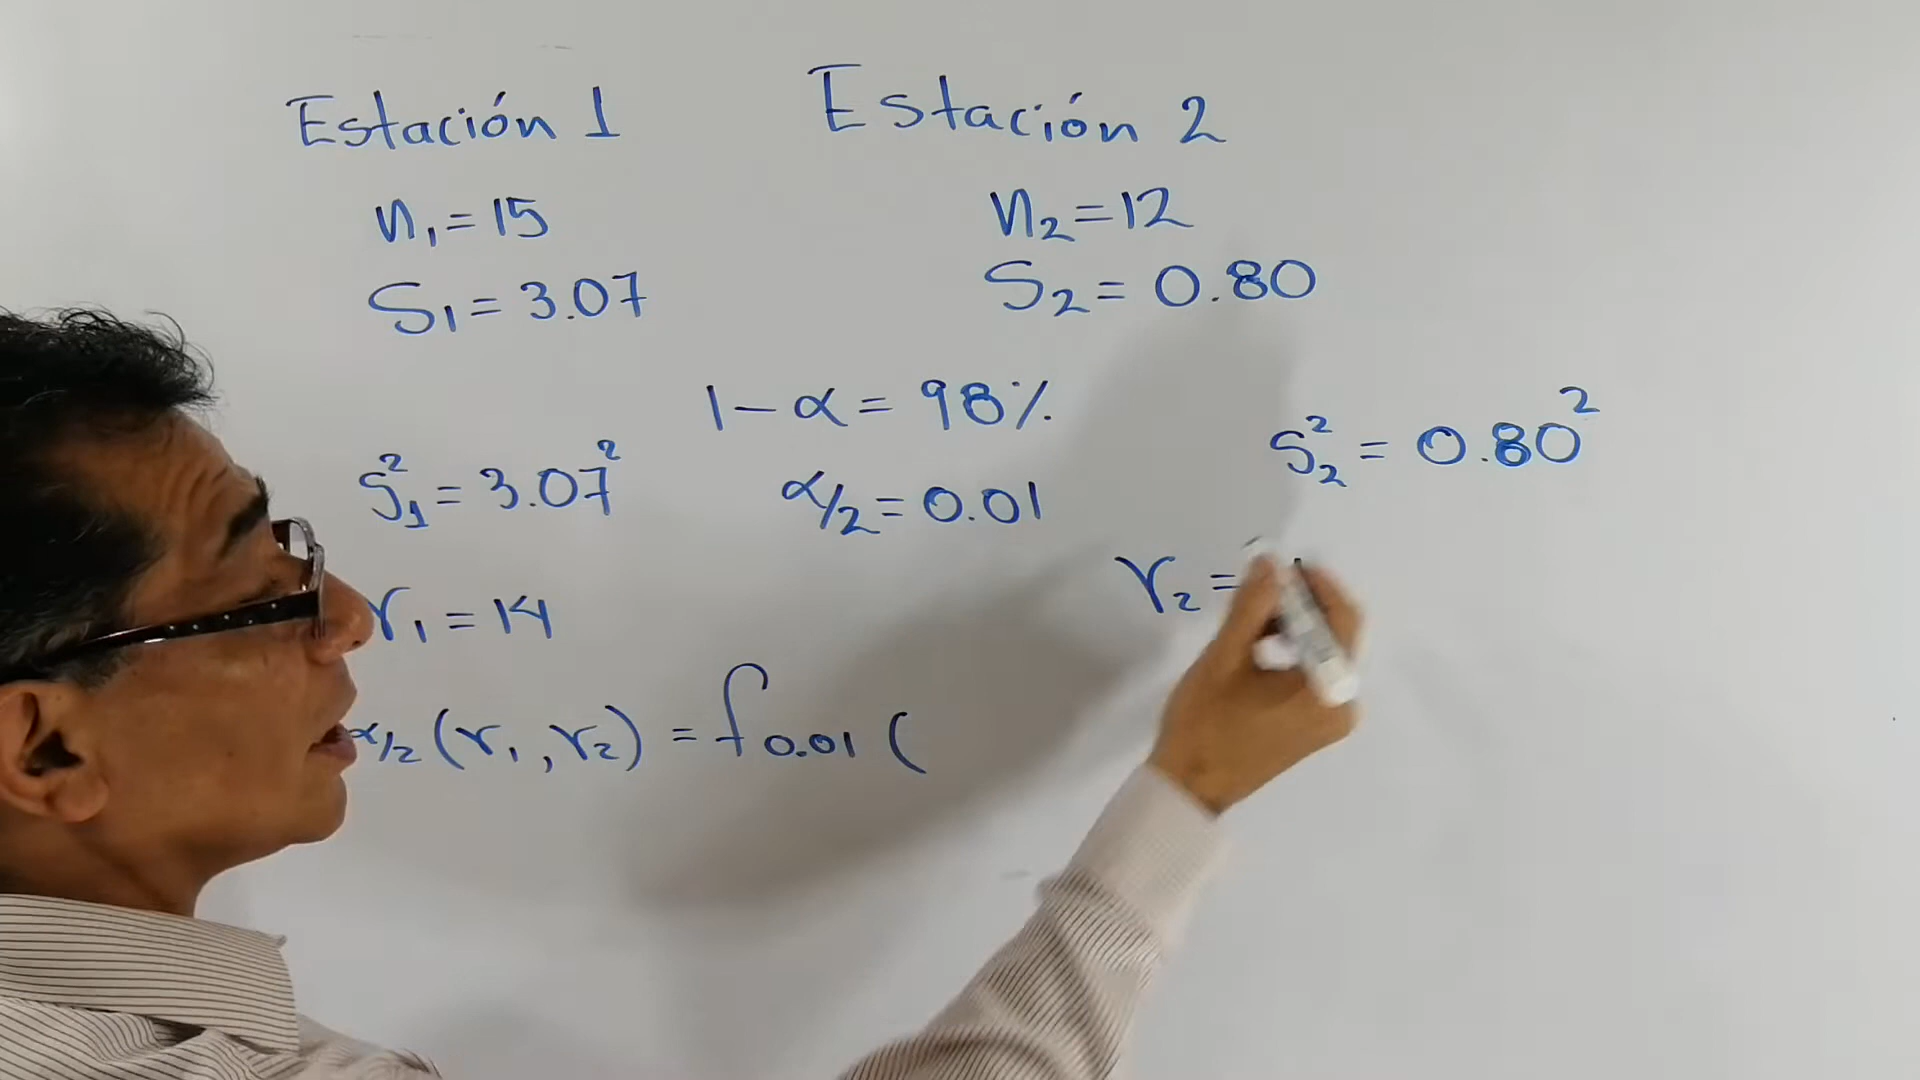 Estación 1
Estación 2
n₁ = 15
n₂ = 12
S₁ = 3.07
S₂ = 0.80
1 - α = 98%
S₁² = 3.07²
α/2 = 0.01
S₂² = 0.80²
r₁ = 14
r₂ =
α/2 (r₁, r₂) = f₀.₀₁ (